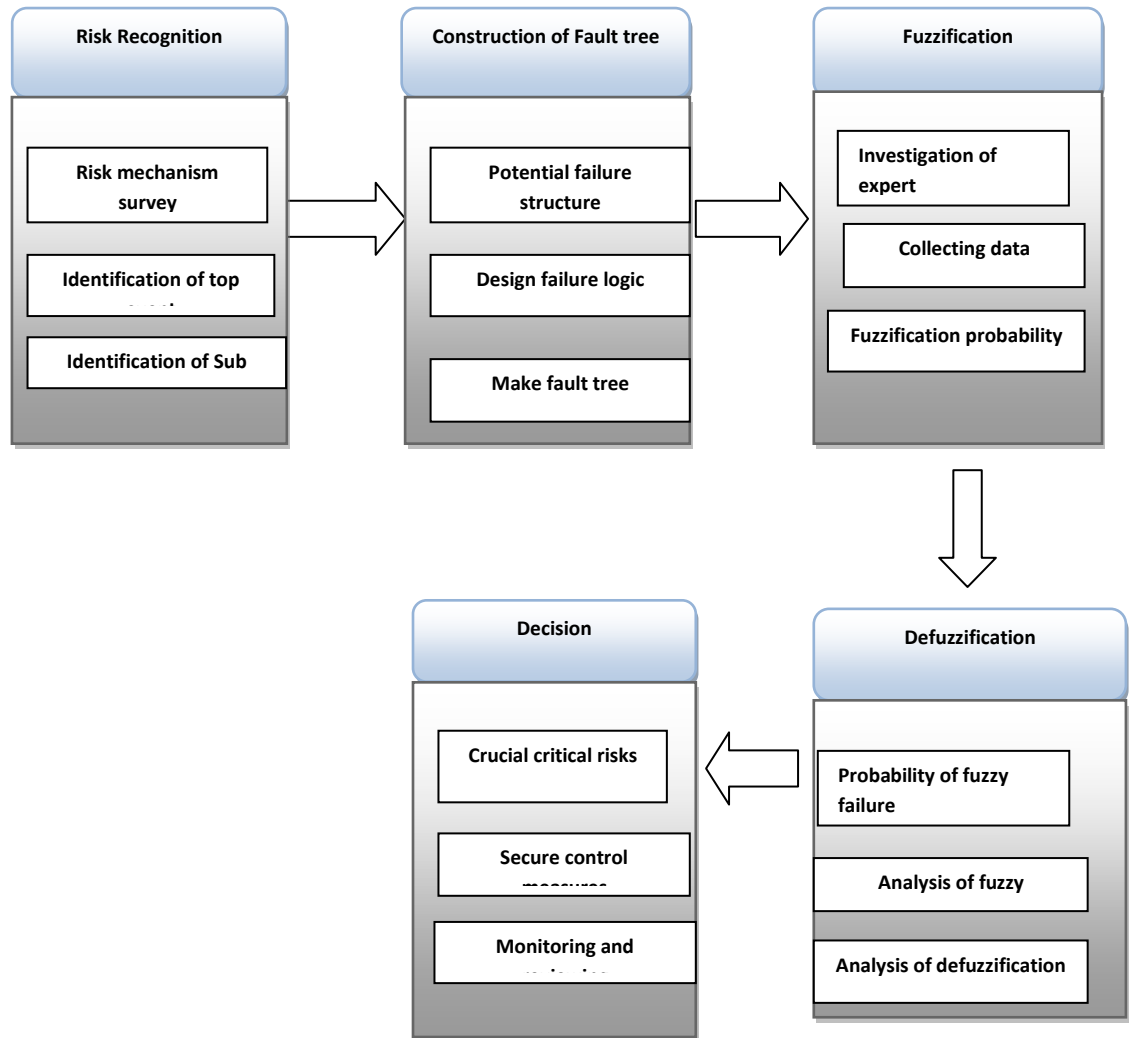 Risk Recognition
Risk mechanism
survey
Identification of top
Identification of Sub
Construction of Fault tree
Potential failure
structure
Design failure logic
Make fault tree
Fuzzification
Investigation of
expert
Collecting data
Fuzzification probability
Defuzzification
Probability of fuzzy
failure
Analysis of fuzzy
Analysis of defuzzification
Decision
Crucial critical risks
Secure control
Monitoring and